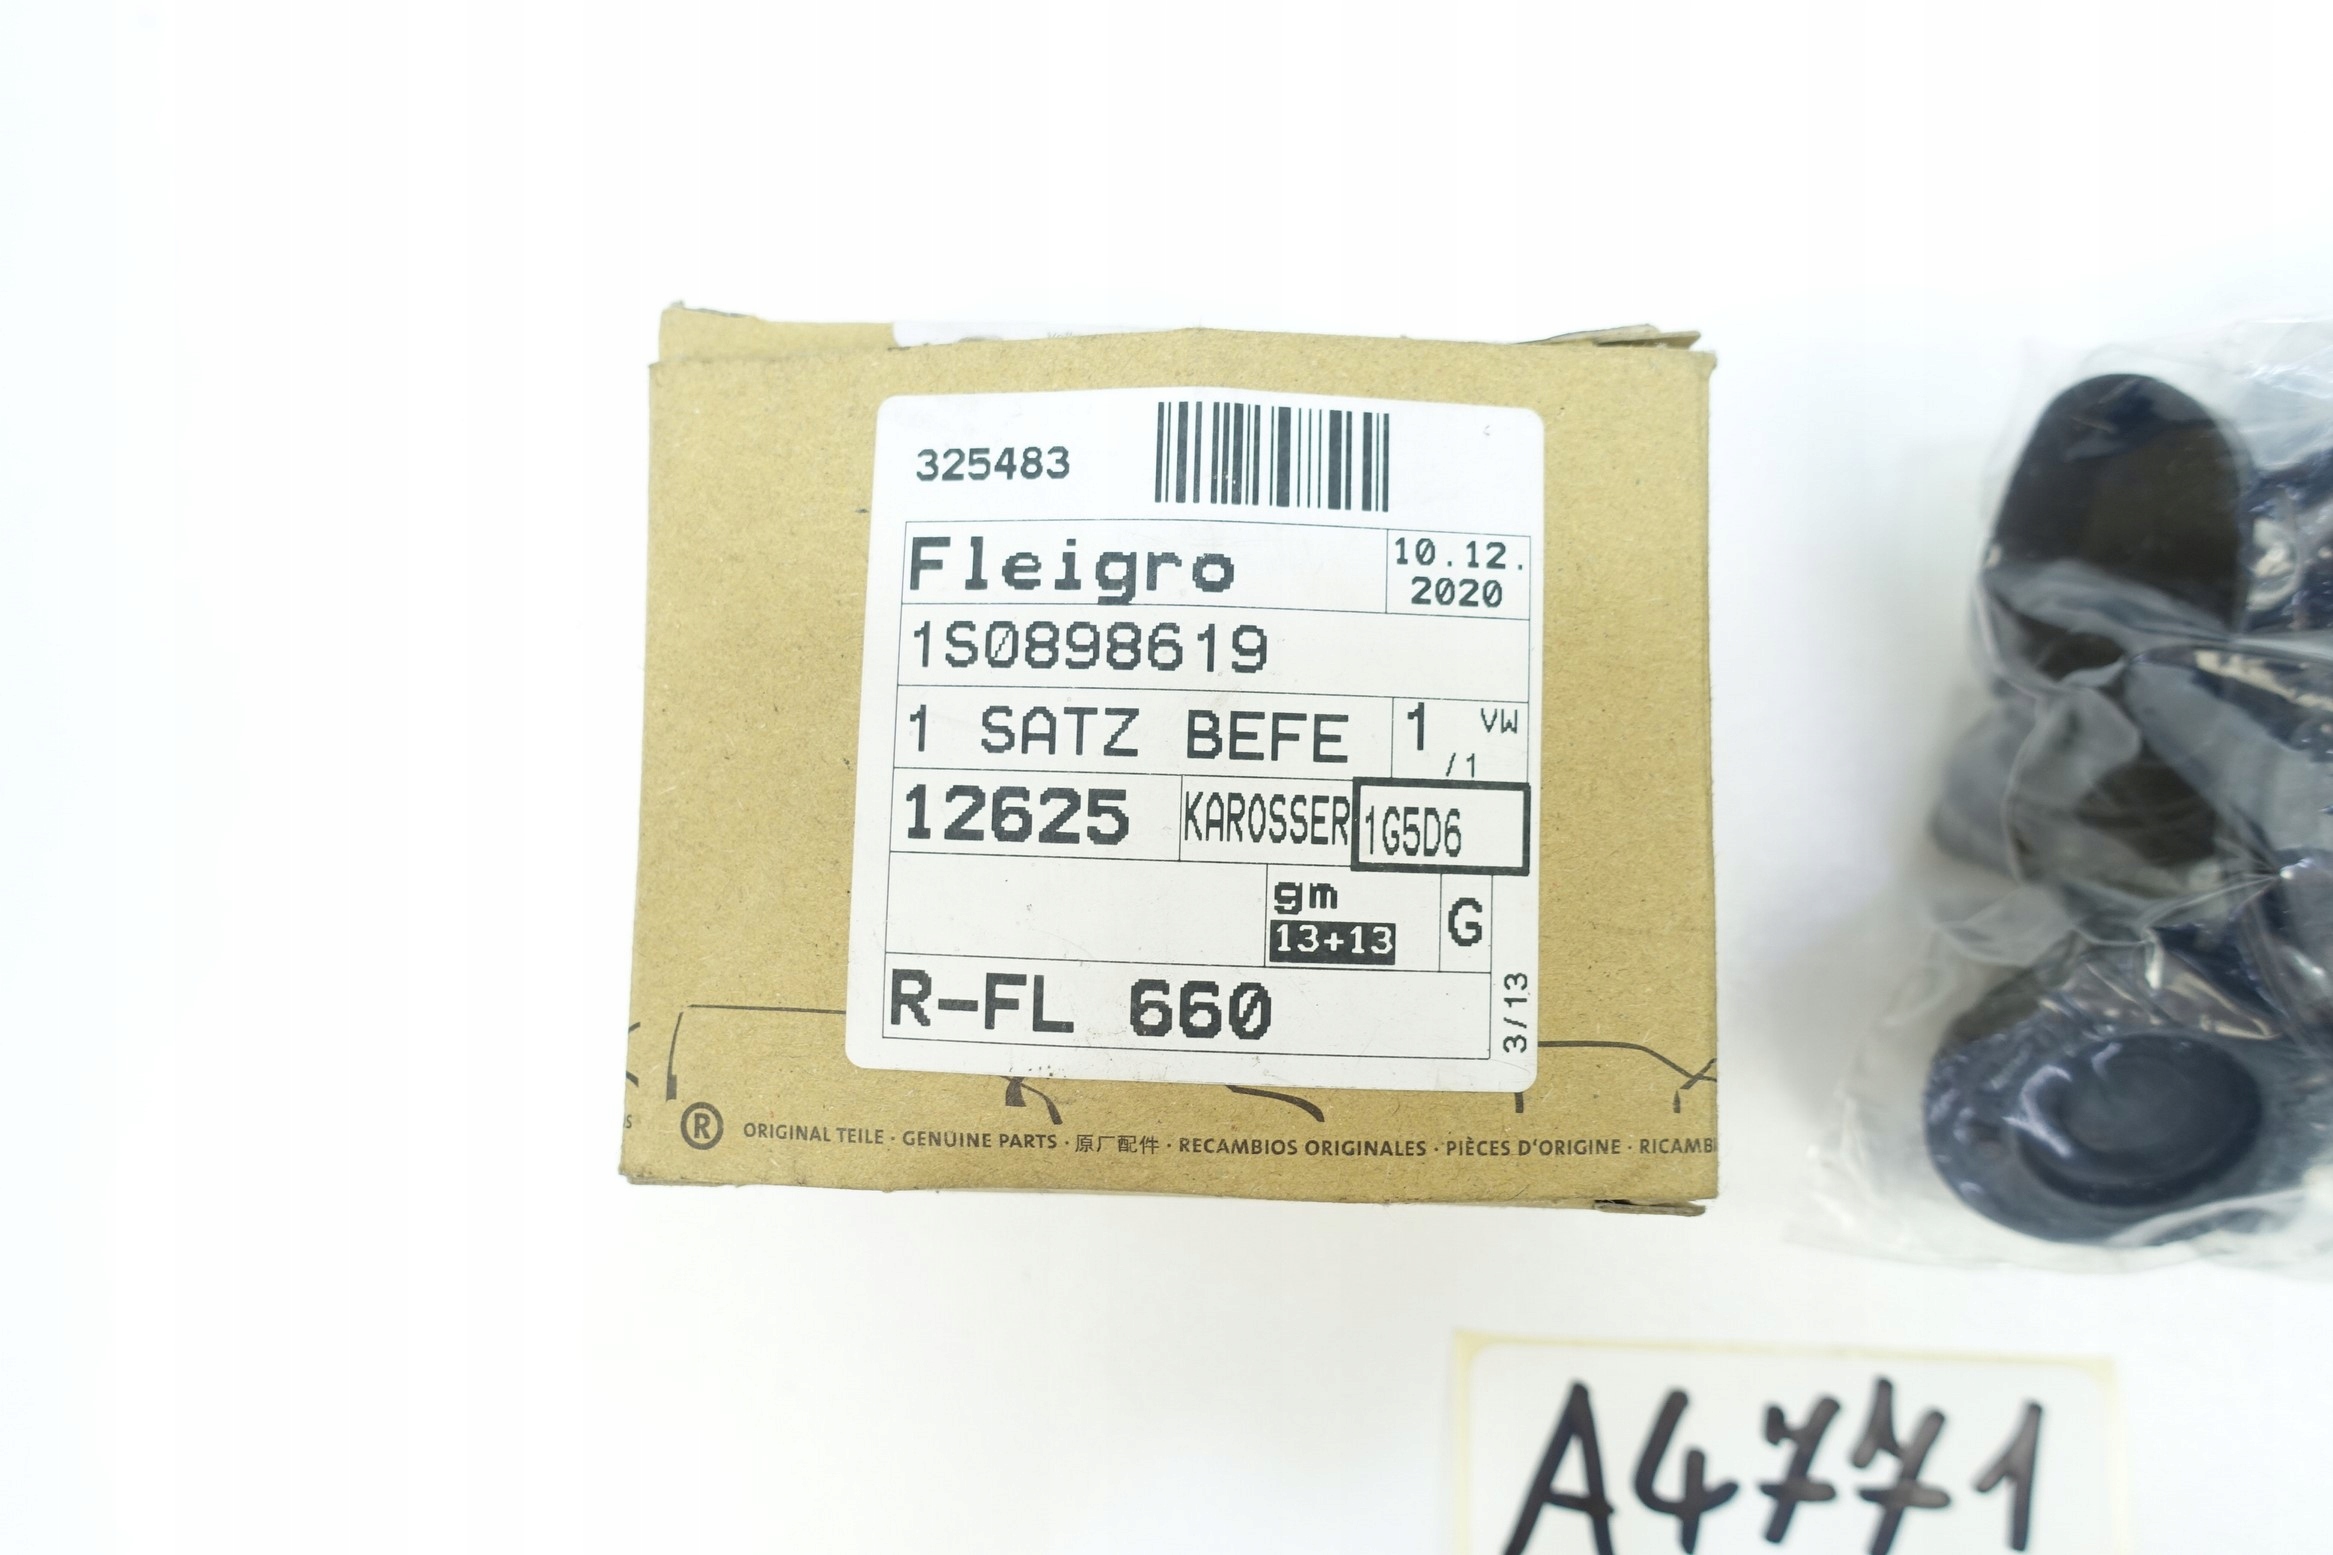 325483
Fleigro
10.12.
2020
1S0898619
1 SATZ BEFE
1 /1
VW
12625
KAROSSER
1G5D6
gm
13+13
G
R-FL 660
3/13
® ORIGINAL TEILE · GENUINE PARTS · 原厂配件 · RECAMBIOS ORIGINALES · PIÈCES D'ORIGINE · RICAMBI
A4771